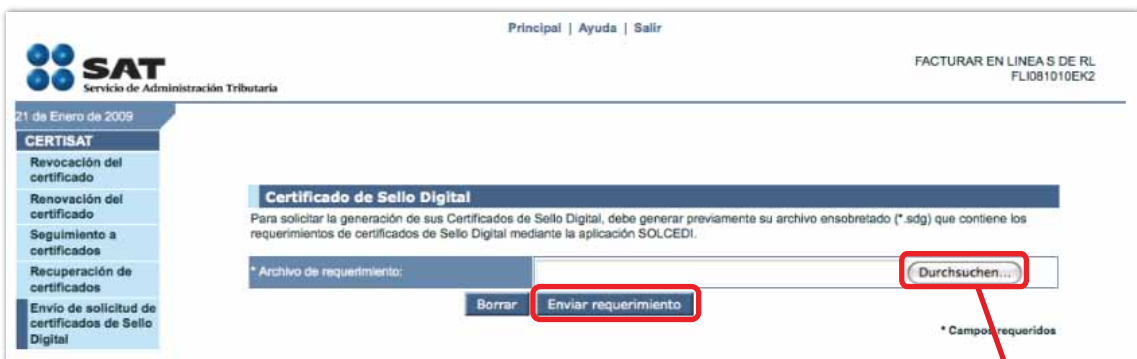 Principal | Ayuda | Salir
SAT
Servicio de Administración Tributaria
FACTURAR EN LINEA S DE RL
FLI081010EK2
21 de Enero de 2009
CERTISAT
Revocación del
certificado
Renovación del
certificado
Seguimiento a
certificados
Recuperación de
certificados
Envío de solicitud de
certificados de Sello
Digital
Certificado de Sello Digital
Para solicitar la generación de sus Certificados de Sello Digital, debe generar previamente su archivo ensobretado (*.sdg) que contiene los
requerimientos de certificados de Sello Digital mediante la aplicación SOLCEDI.
* Archivo de requerimiento:
Durchsuchen...
Borrar
Enviar requerimiento
* Campos requeridos